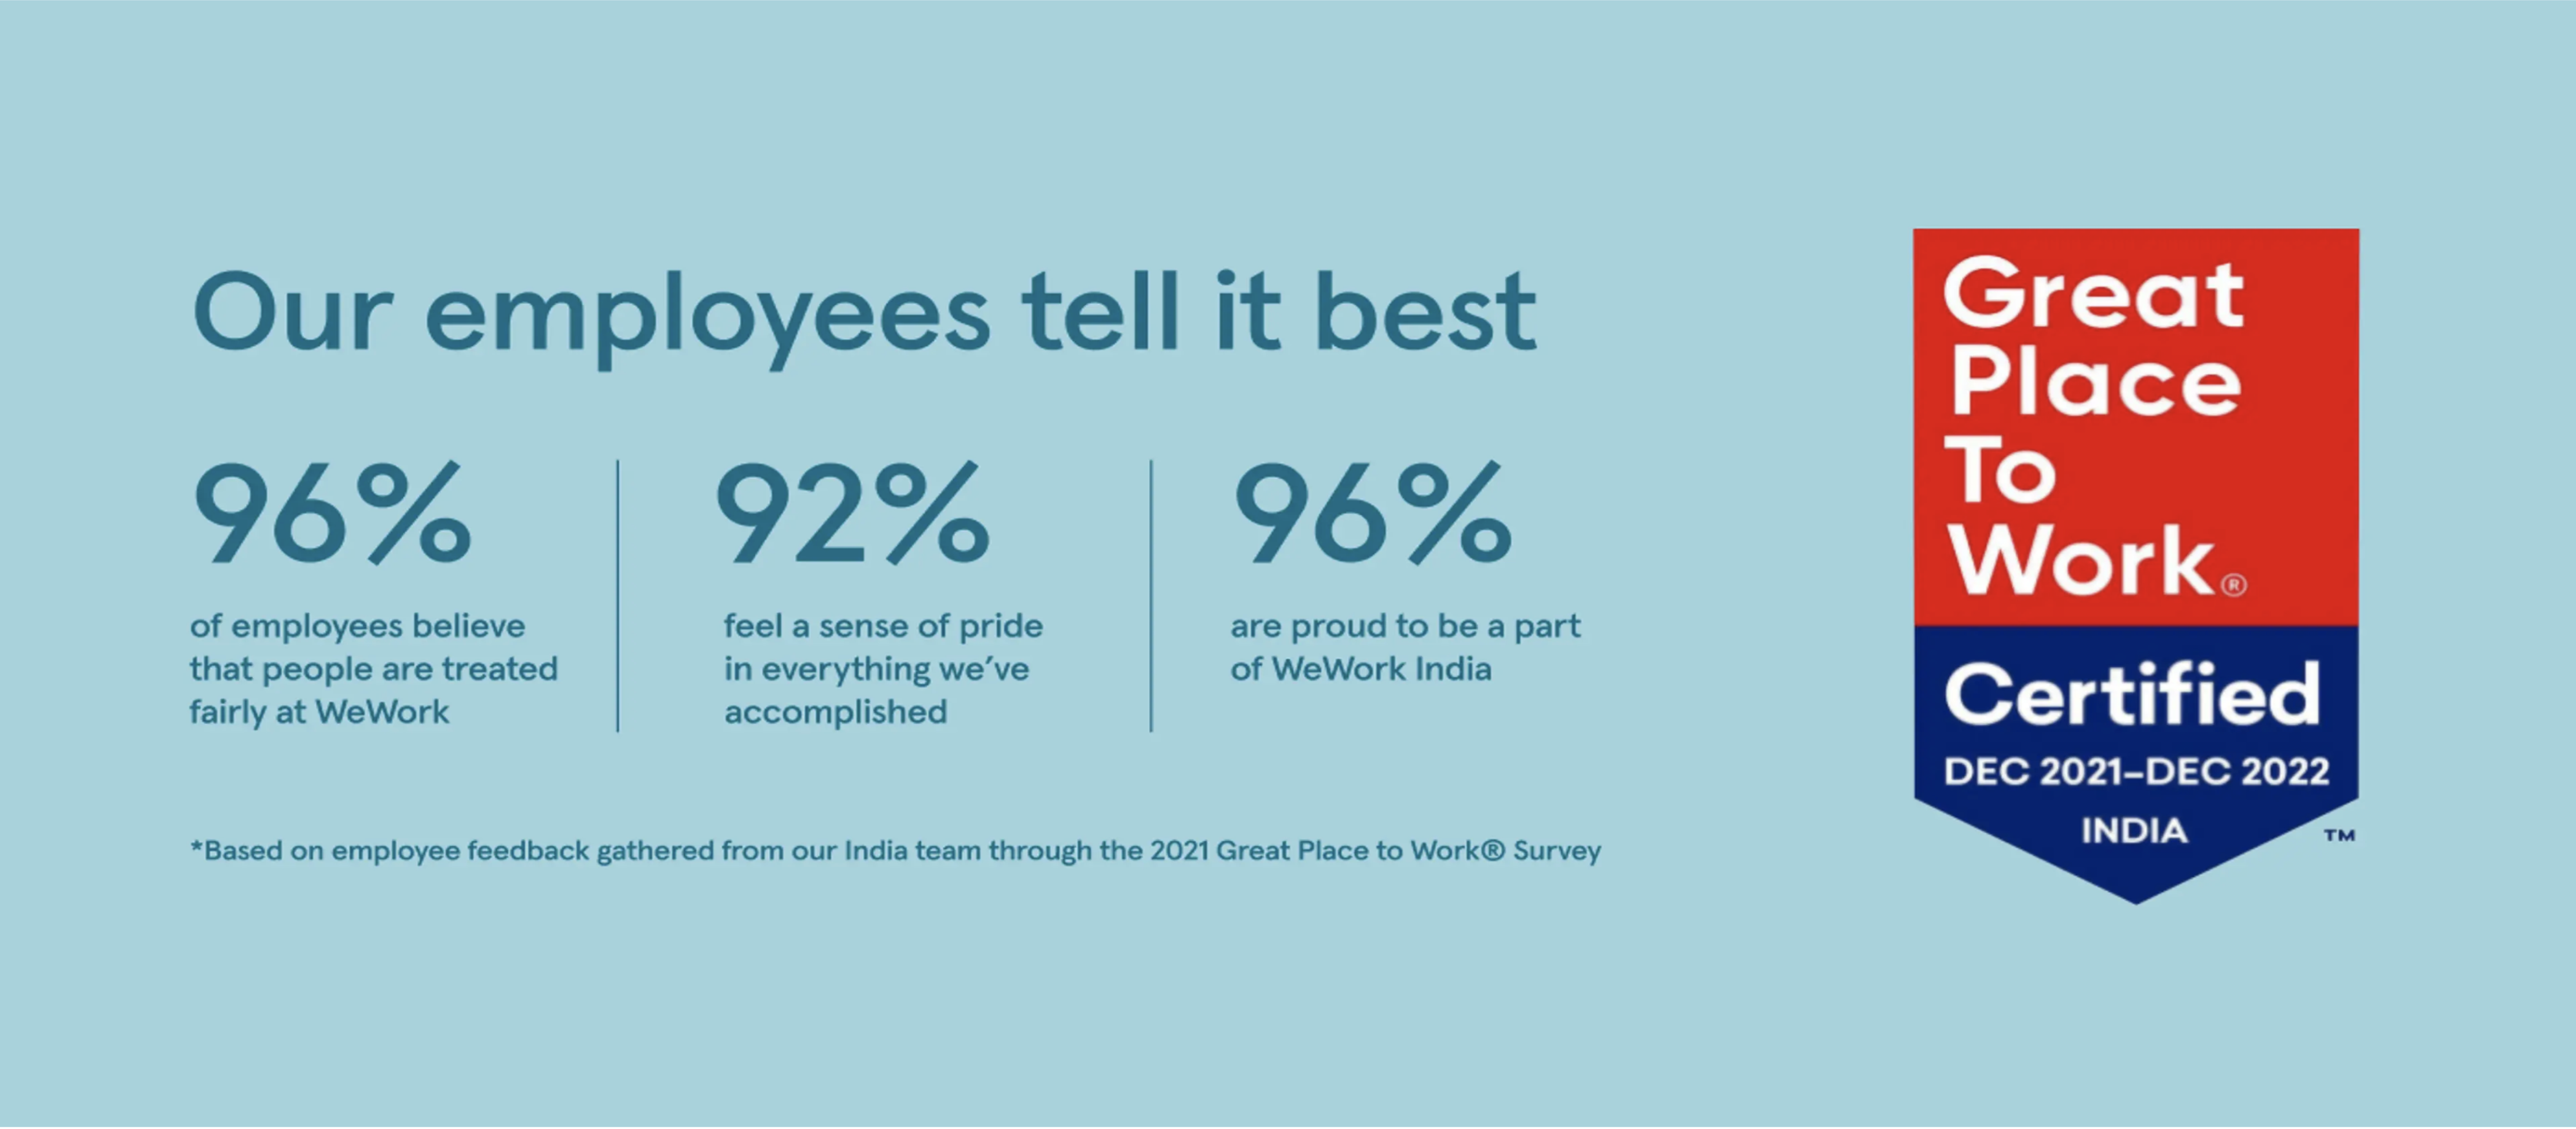 Our employees tell it best
96%
of employees believe
that people are treated
fairly at WeWork
92%
feel a sense of pride
in everything we've
accomplished
96%
are proud to be a part
of WeWork India
*Based on employee feedback gathered from our India team through the 2021 Great Place to Work® Survey
Great
Place
To
Work®
Certified
DEC 2021–DEC 2022
INDIA
TM